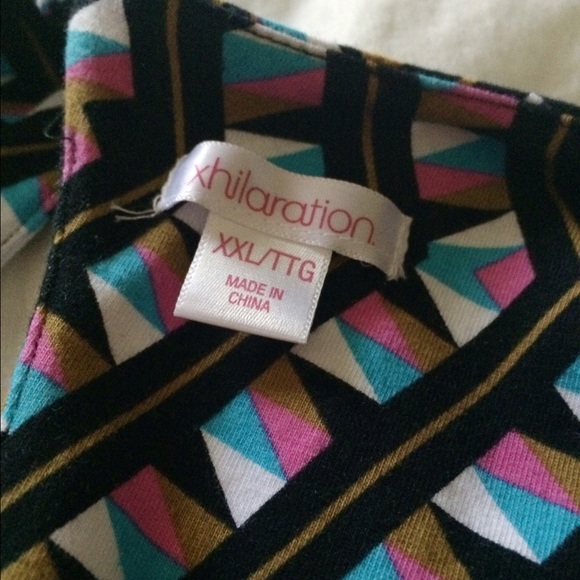 xhilaration.
XXL/TTG
MADE IN
CHINA